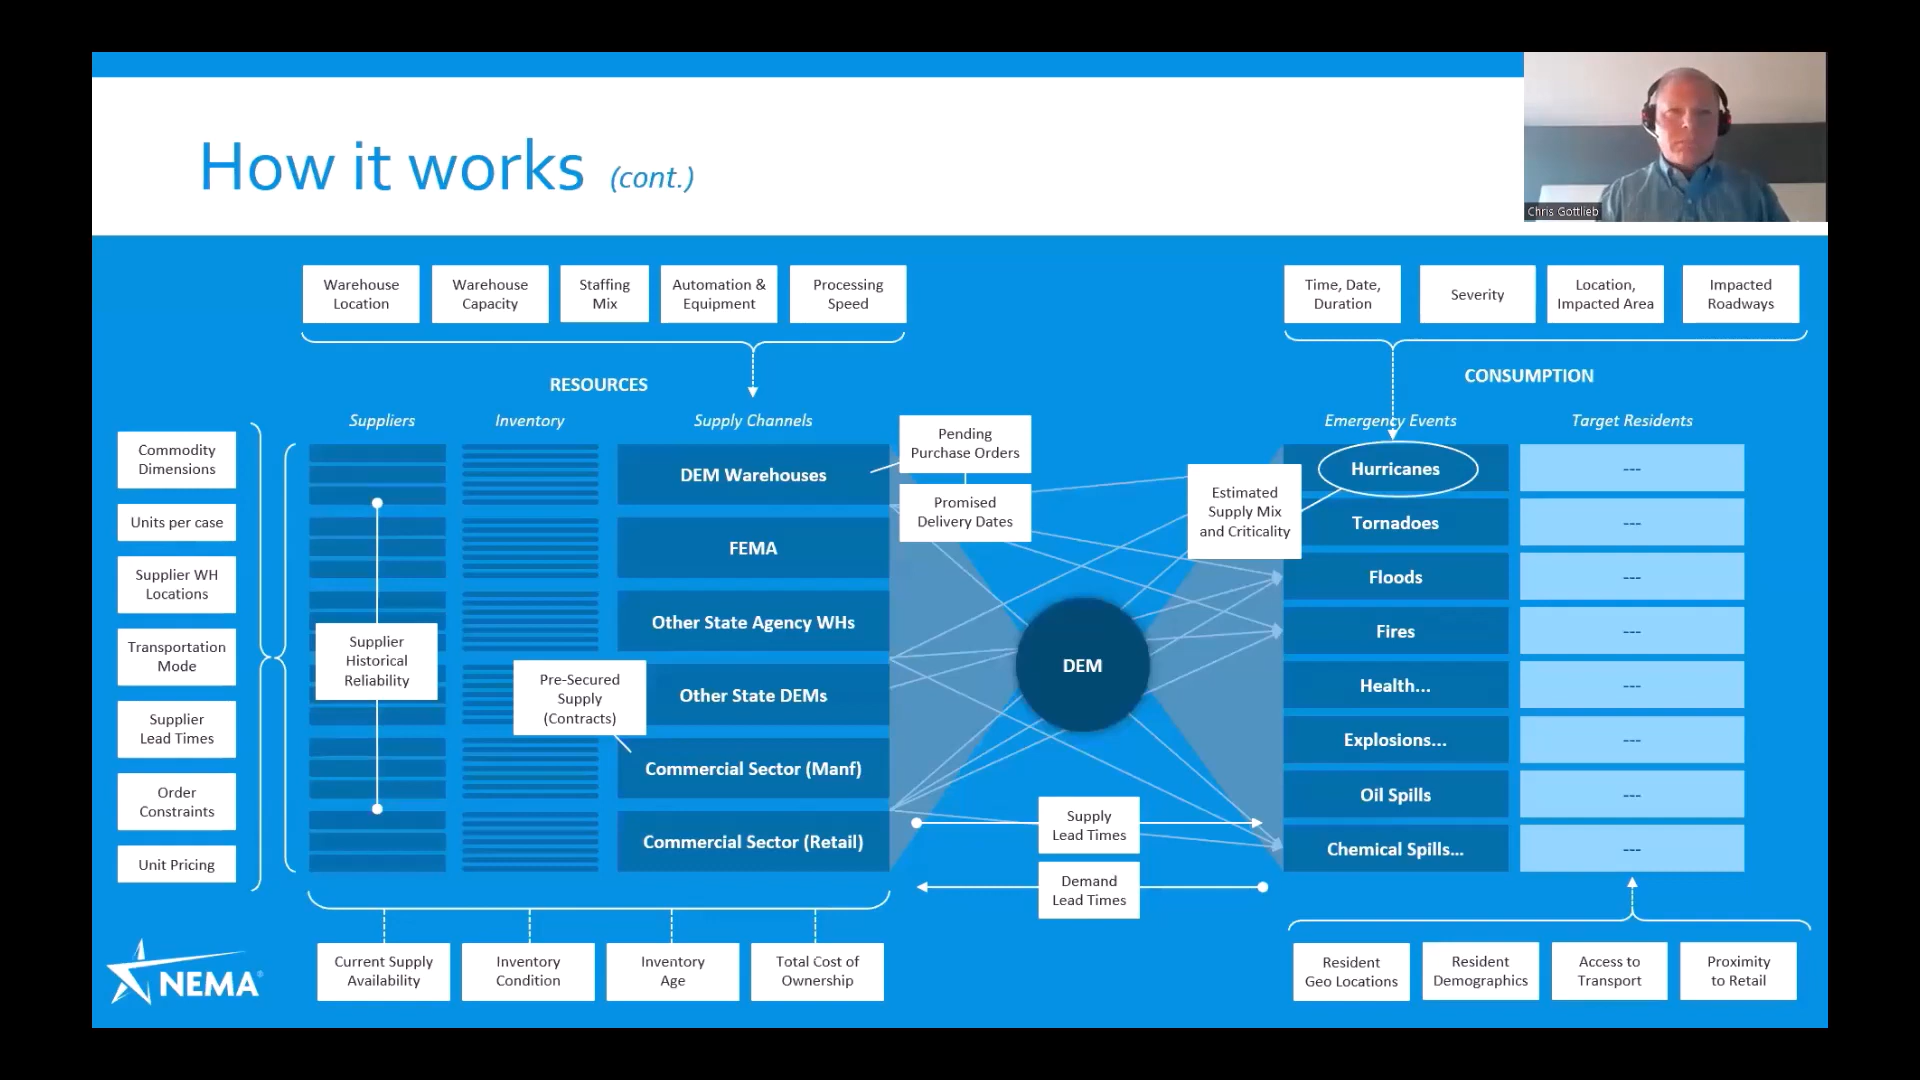 How it works (cont.)
Chris Gottlieb
Warehouse
Location
Warehouse
Capacity
Staffing
Mix
Automation &
Equipment
Processing
Speed
Time, Date,
Duration
Severity
Location,
Impacted Area
Impacted
Roadways
RESOURCES
CONSUMPTION
Suppliers
Inventory
Supply Channels
Emergency Events
Target Residents
Commodity
Dimensions
Units per case
Supplier WH
Locations
Transportation
Mode
Supplier
Lead Times
Order
Constraints
Unit Pricing
Supplier
Historical
Reliability
Pre-Secured
Supply
(Contracts)
DEM Warehouses
FEMA
Other State Agency WHs
Other State DEMs
Commercial Sector (Manf)
Commercial Sector (Retail)
Pending
Purchase Orders
Promised
Delivery Dates
DEM
Supply
Lead Times
Demand
Lead Times
Estimated
Supply Mix
and Criticality
Hurricanes
---
Tornadoes
---
Floods
---
Fires
---
Health...
---
Explosions...
---
Oil Spills
---
Chemical Spills...
---
NEMA®
Current Supply
Availability
Inventory
Condition
Inventory
Age
Total Cost of
Ownership
Resident
Geo Locations
Resident
Demographics
Access to
Transport
Proximity
to Retail